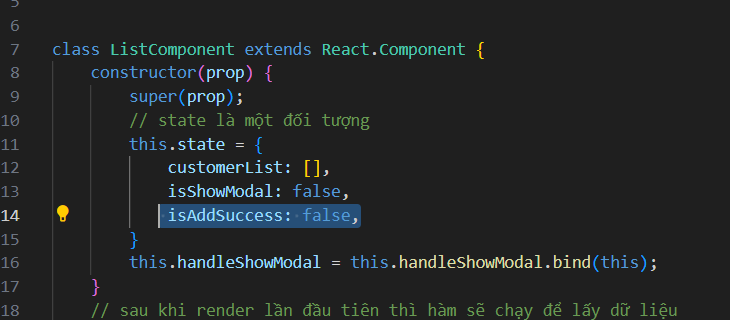 5
6
7 class ListComponent extends React.Component {
8 constructor(prop) {
9 super(prop);
10 // state là một đối tượng
11 this.state = {
12 customerList: [],
13 isShowModal: false,
14 isAddSuccess: false,
15 }
16 this.handleShowModal = this.handleShowModal.bind(this);
17 }
18 // sau khi render lần đầu tiên thì hàm sẽ chạy để lấy dữ liệu